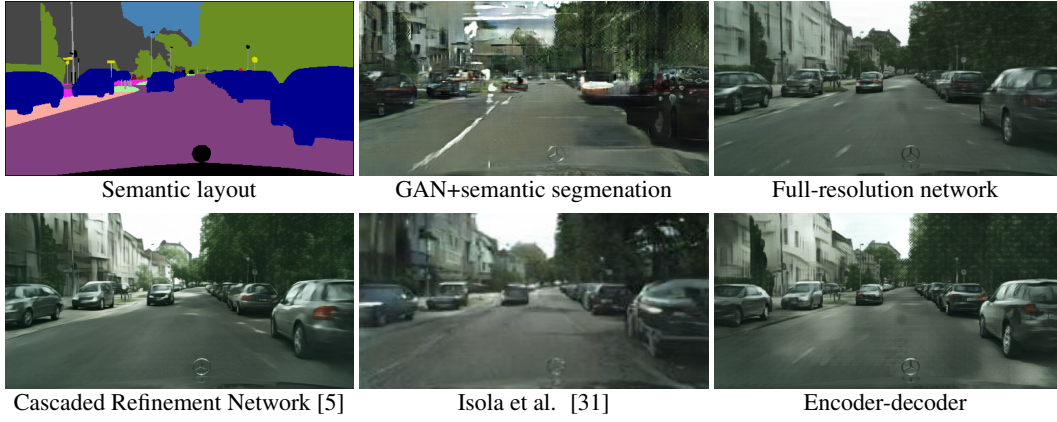 Semantic layout
GAN+semantic segmenation
Full-resolution network
Cascaded Refinement Network [5]
Isola et al. [31]
Encoder-decoder